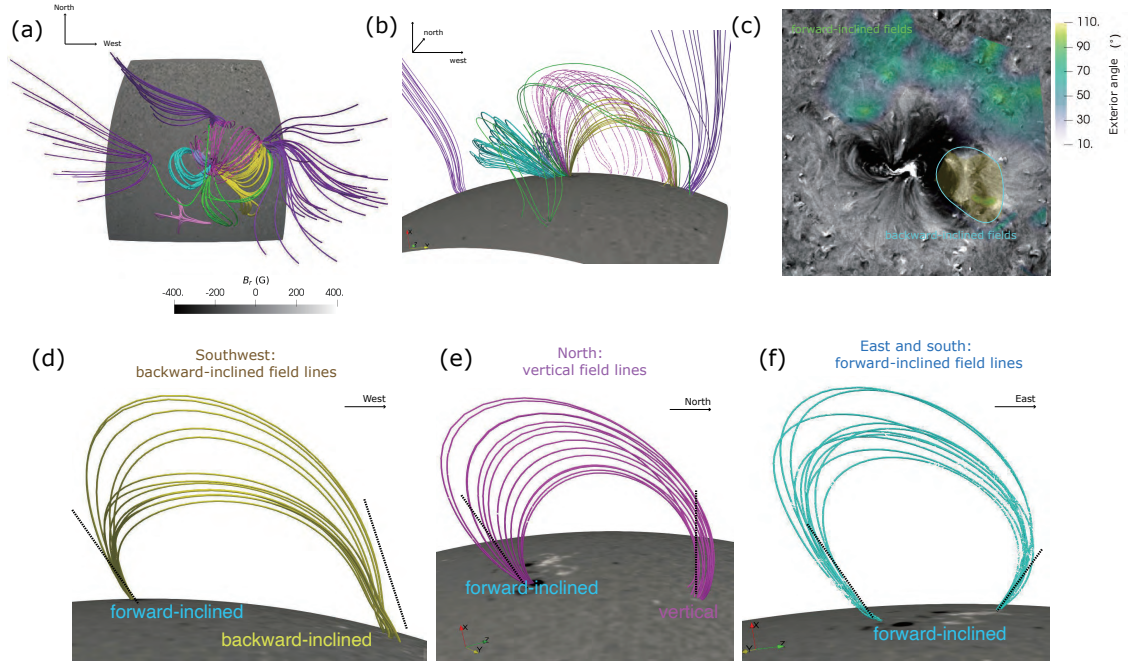 (a)
North
West
B_r (G)
-400. -200 0 200 400.
(b)
north
west
X
Z
Y
(c)
forward-inclined fields
backward-inclined fields
110.
90
70
50
30
10.
Exterior angle (°)
(d)
Southwest:
backward-inclined field lines
West
forward-inclined
backward-inclined
(e)
North:
vertical field lines
North
forward-inclined
vertical
X
Z
Y
(f)
East and south:
forward-inclined field lines
East
forward-inclined
X
Y
Z